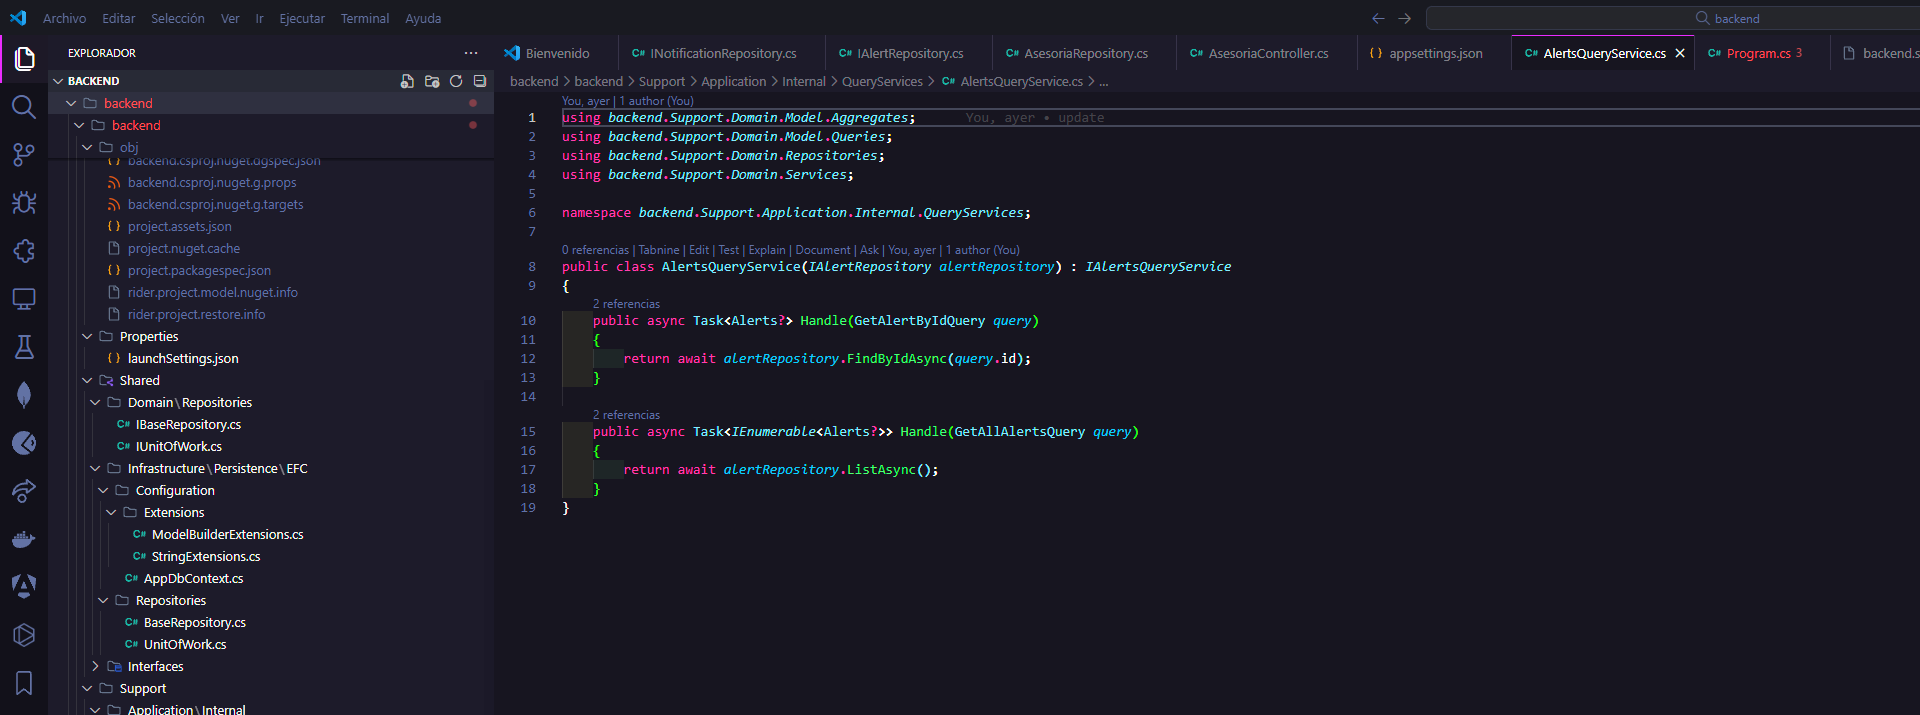 Archivo Editar Selección Ver Ir Ejecutar Terminal Ayuda
backend
EXPLORADOR
BACKEND
backend
backend
obj
backend.csproj.nuget.dgspec.json
backend.csproj.nuget.g.props
backend.csproj.nuget.g.targets
project.assets.json
project.nuget.cache
project.packagespec.json
rider.project.model.nuget.info
rider.project.restore.info
Properties
launchSettings.json
Shared
Domain\Repositories
IBaseRepository.cs
IUnitOfWork.cs
Infrastructure\Persistence\EFC
Configuration
Extensions
ModelBuilderExtensions.cs
StringExtensions.cs
AppDbContext.cs
Repositories
BaseRepository.cs
UnitOfWork.cs
Interfaces
Support
Application\Internal
Bienvenido INotificationRepository.cs IAlertRepository.cs AsesoriaRepository.cs AsesoriaController.cs appsettings.json AlertsQueryService.cs Program.cs 3 backend.s
backend > backend > Support > Application > Internal > QueryServices > AlertsQueryService.cs > ...
You, ayer | 1 author (You)
1 using backend.Support.Domain.Model.Aggregates; You, ayer • update
2 using backend.Support.Domain.Model.Queries;
3 using backend.Support.Domain.Repositories;
4 using backend.Support.Domain.Services;
5
6 namespace backend.Support.Application.Internal.QueryServices;
7
0 referencias | Tabnine | Edit | Test | Explain | Document | Ask | You, ayer | 1 author (You)
8 public class AlertsQueryService(IAlertRepository alertRepository) : IAlertsQueryService
9 {
2 referencias
10 public async Task<Alerts?> Handle(GetAlertByIdQuery query)
11 {
12 return await alertRepository.FindByIdAsync(query.id);
13 }
14
2 referencias
15 public async Task<IEnumerable<Alerts?>> Handle(GetAllAlertsQuery query)
16 {
17 return await alertRepository.ListAsync();
18 }
19 }